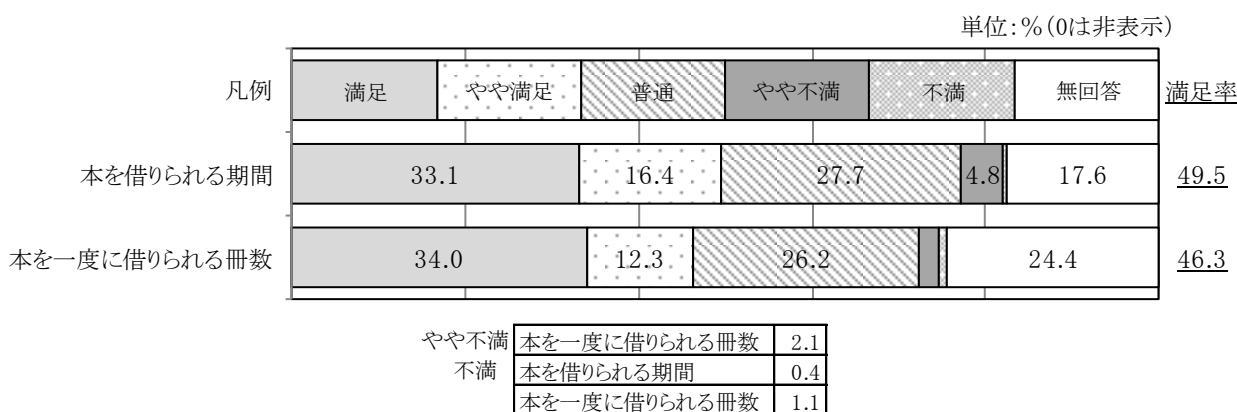 単位:%(0は非表示)
凡例 満足 やや満足 普通 やや不満 不満 無回答 満足率
本を借りられる期間 33.1 16.4 27.7 4.8 17.6 49.5
本を一度に借りられる冊数 34.0 12.3 26.2 24.4 46.3
やや不満 本を一度に借りられる冊数 2.1
不満 本を借りられる期間 0.4
本を一度に借りられる冊数 1.1